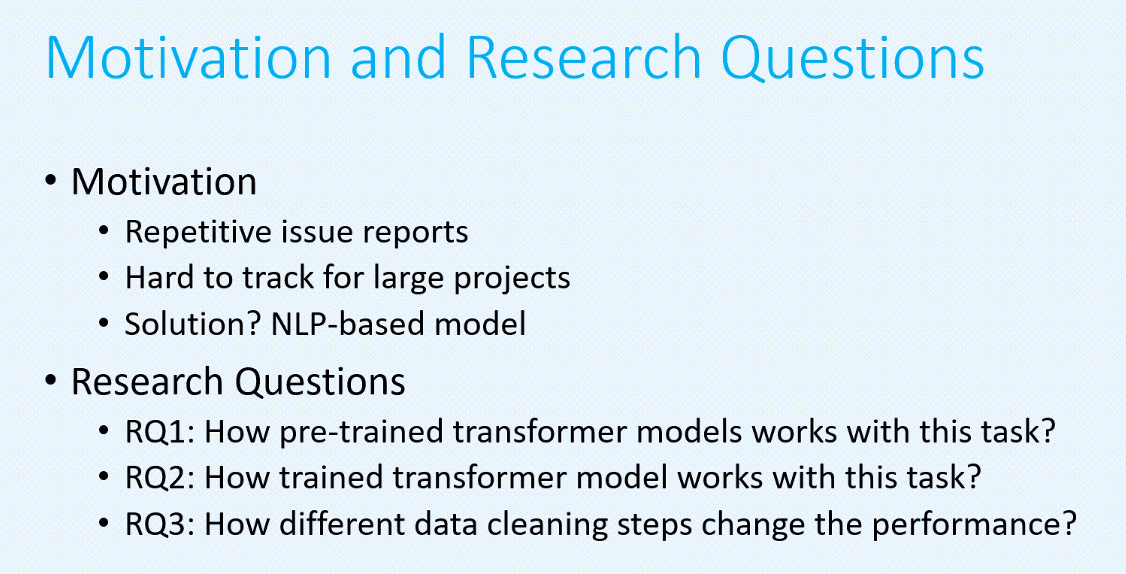 Motivation and Research Questions
• Motivation
• Repetitive issue reports
• Hard to track for large projects
• Solution? NLP-based model
• Research Questions
• RQ1: How pre-trained transformer models works with this task?
• RQ2: How trained transformer model works with this task?
• RQ3: How different data cleaning steps change the performance?